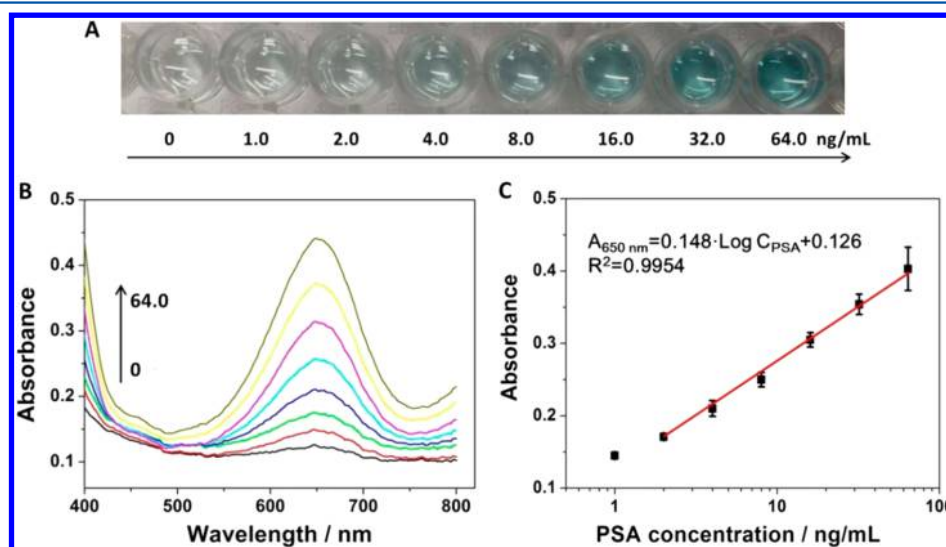 A
0 1.0 2.0 4.0 8.0 16.0 32.0 64.0 ng/mL
B
0.5
0.4
0.3
0.2
0.1
Absorbance
64.0
0
400 500 600 700 800
Wavelength / nm
C
0.5
0.4
0.3
0.2
0.1
Absorbance
A650 nm=0.148·Log CPSA+0.126
R²=0.9954
1 10 100
PSA concentration / ng/mL